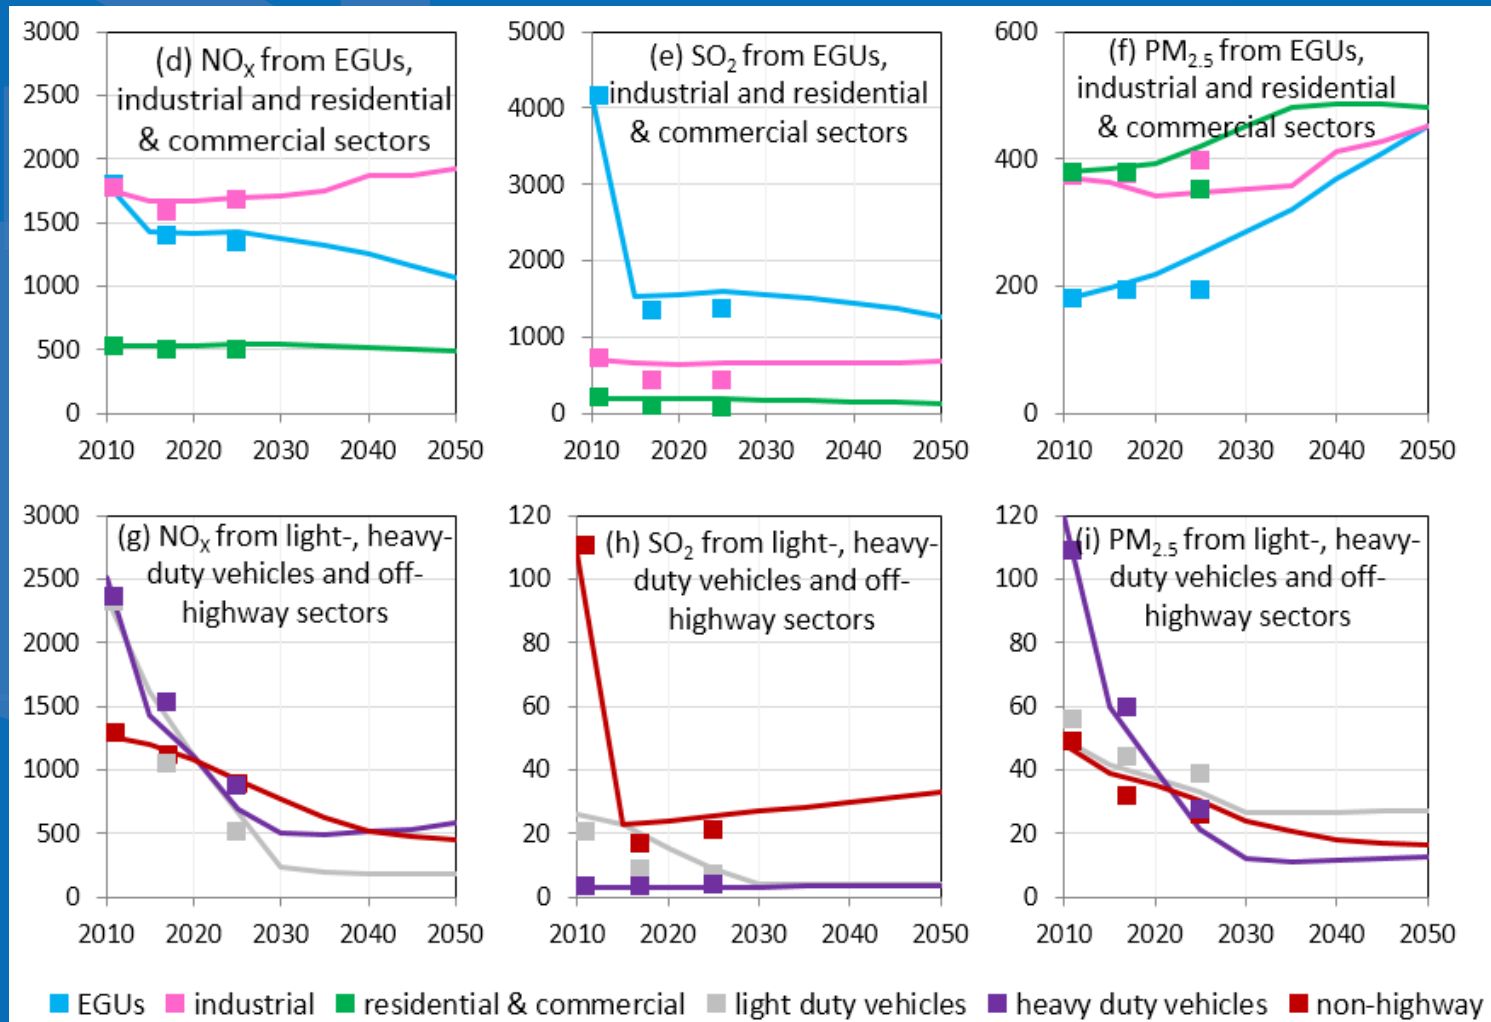 3000
2500
2000
1500
1000
500
0
(d) NOX from EGUs,
industrial and residential
& commercial sectors
2010 2020 2030 2040 2050
5000
4000
3000
2000
1000
0
(e) SO2 from EGUs,
industrial and residential
& commercial sectors
2010 2020 2030 2040 2050
600
400
200
0
(f) PM2.5 from EGUs,
industrial and residential
& commercial sectors
2010 2020 2030 2040 2050
3000
2500
2000
1500
1000
500
0
(g) NOX from light-, heavy-
duty vehicles and off-
highway sectors
2010 2020 2030 2040 2050
120
100
80
60
40
20
0
(h) SO2 from light-, heavy-
duty vehicles and off-
highway sectors
2010 2020 2030 2040 2050
120
100
80
60
40
20
0
(i) PM2.5 from light-, heavy-
duty vehicles and off-
highway sectors
2010 2020 2030 2040 2050
EGUs industrial residential & commercial light duty vehicles heavy duty vehicles non-highway